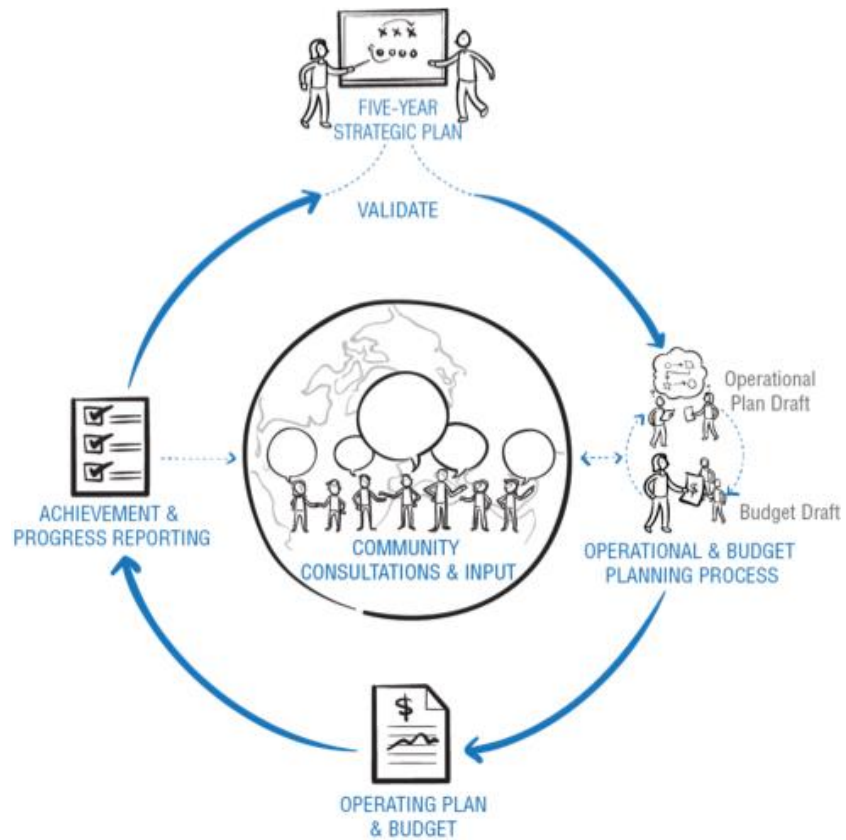 FIVE-YEAR
STRATEGIC PLAN
VALIDATE
Operational
Plan Draft
Budget Draft
OPERATIONAL & BUDGET
PLANNING PROCESS
COMMUNITY
CONSULTATIONS & INPUT
ACHIEVEMENT &
PROGRESS REPORTING
$
$
OPERATING PLAN
& BUDGET